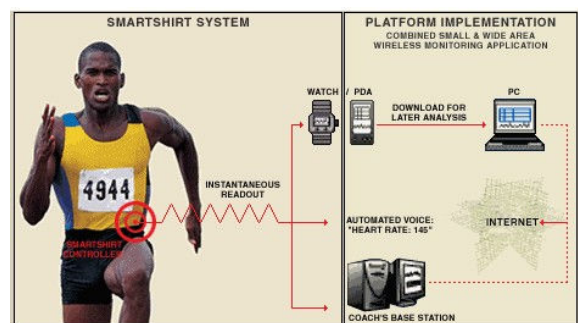 SMARTSHIRT SYSTEM
PLATFORM IMPLEMENTATION
COMBINED SMALL & WIDE AREA
WIRELESS MONITORING APPLICATION
WATCH / PDA
PC
DOWNLOAD FOR
LATER ANALYSIS
4944
INSTANTANEOUS
READOUT
SMARTSHIRT
CONTROLLER
AUTOMATED VOICE:
"HEART RATE: 145"
INTERNET
COACH'S BASE STATION